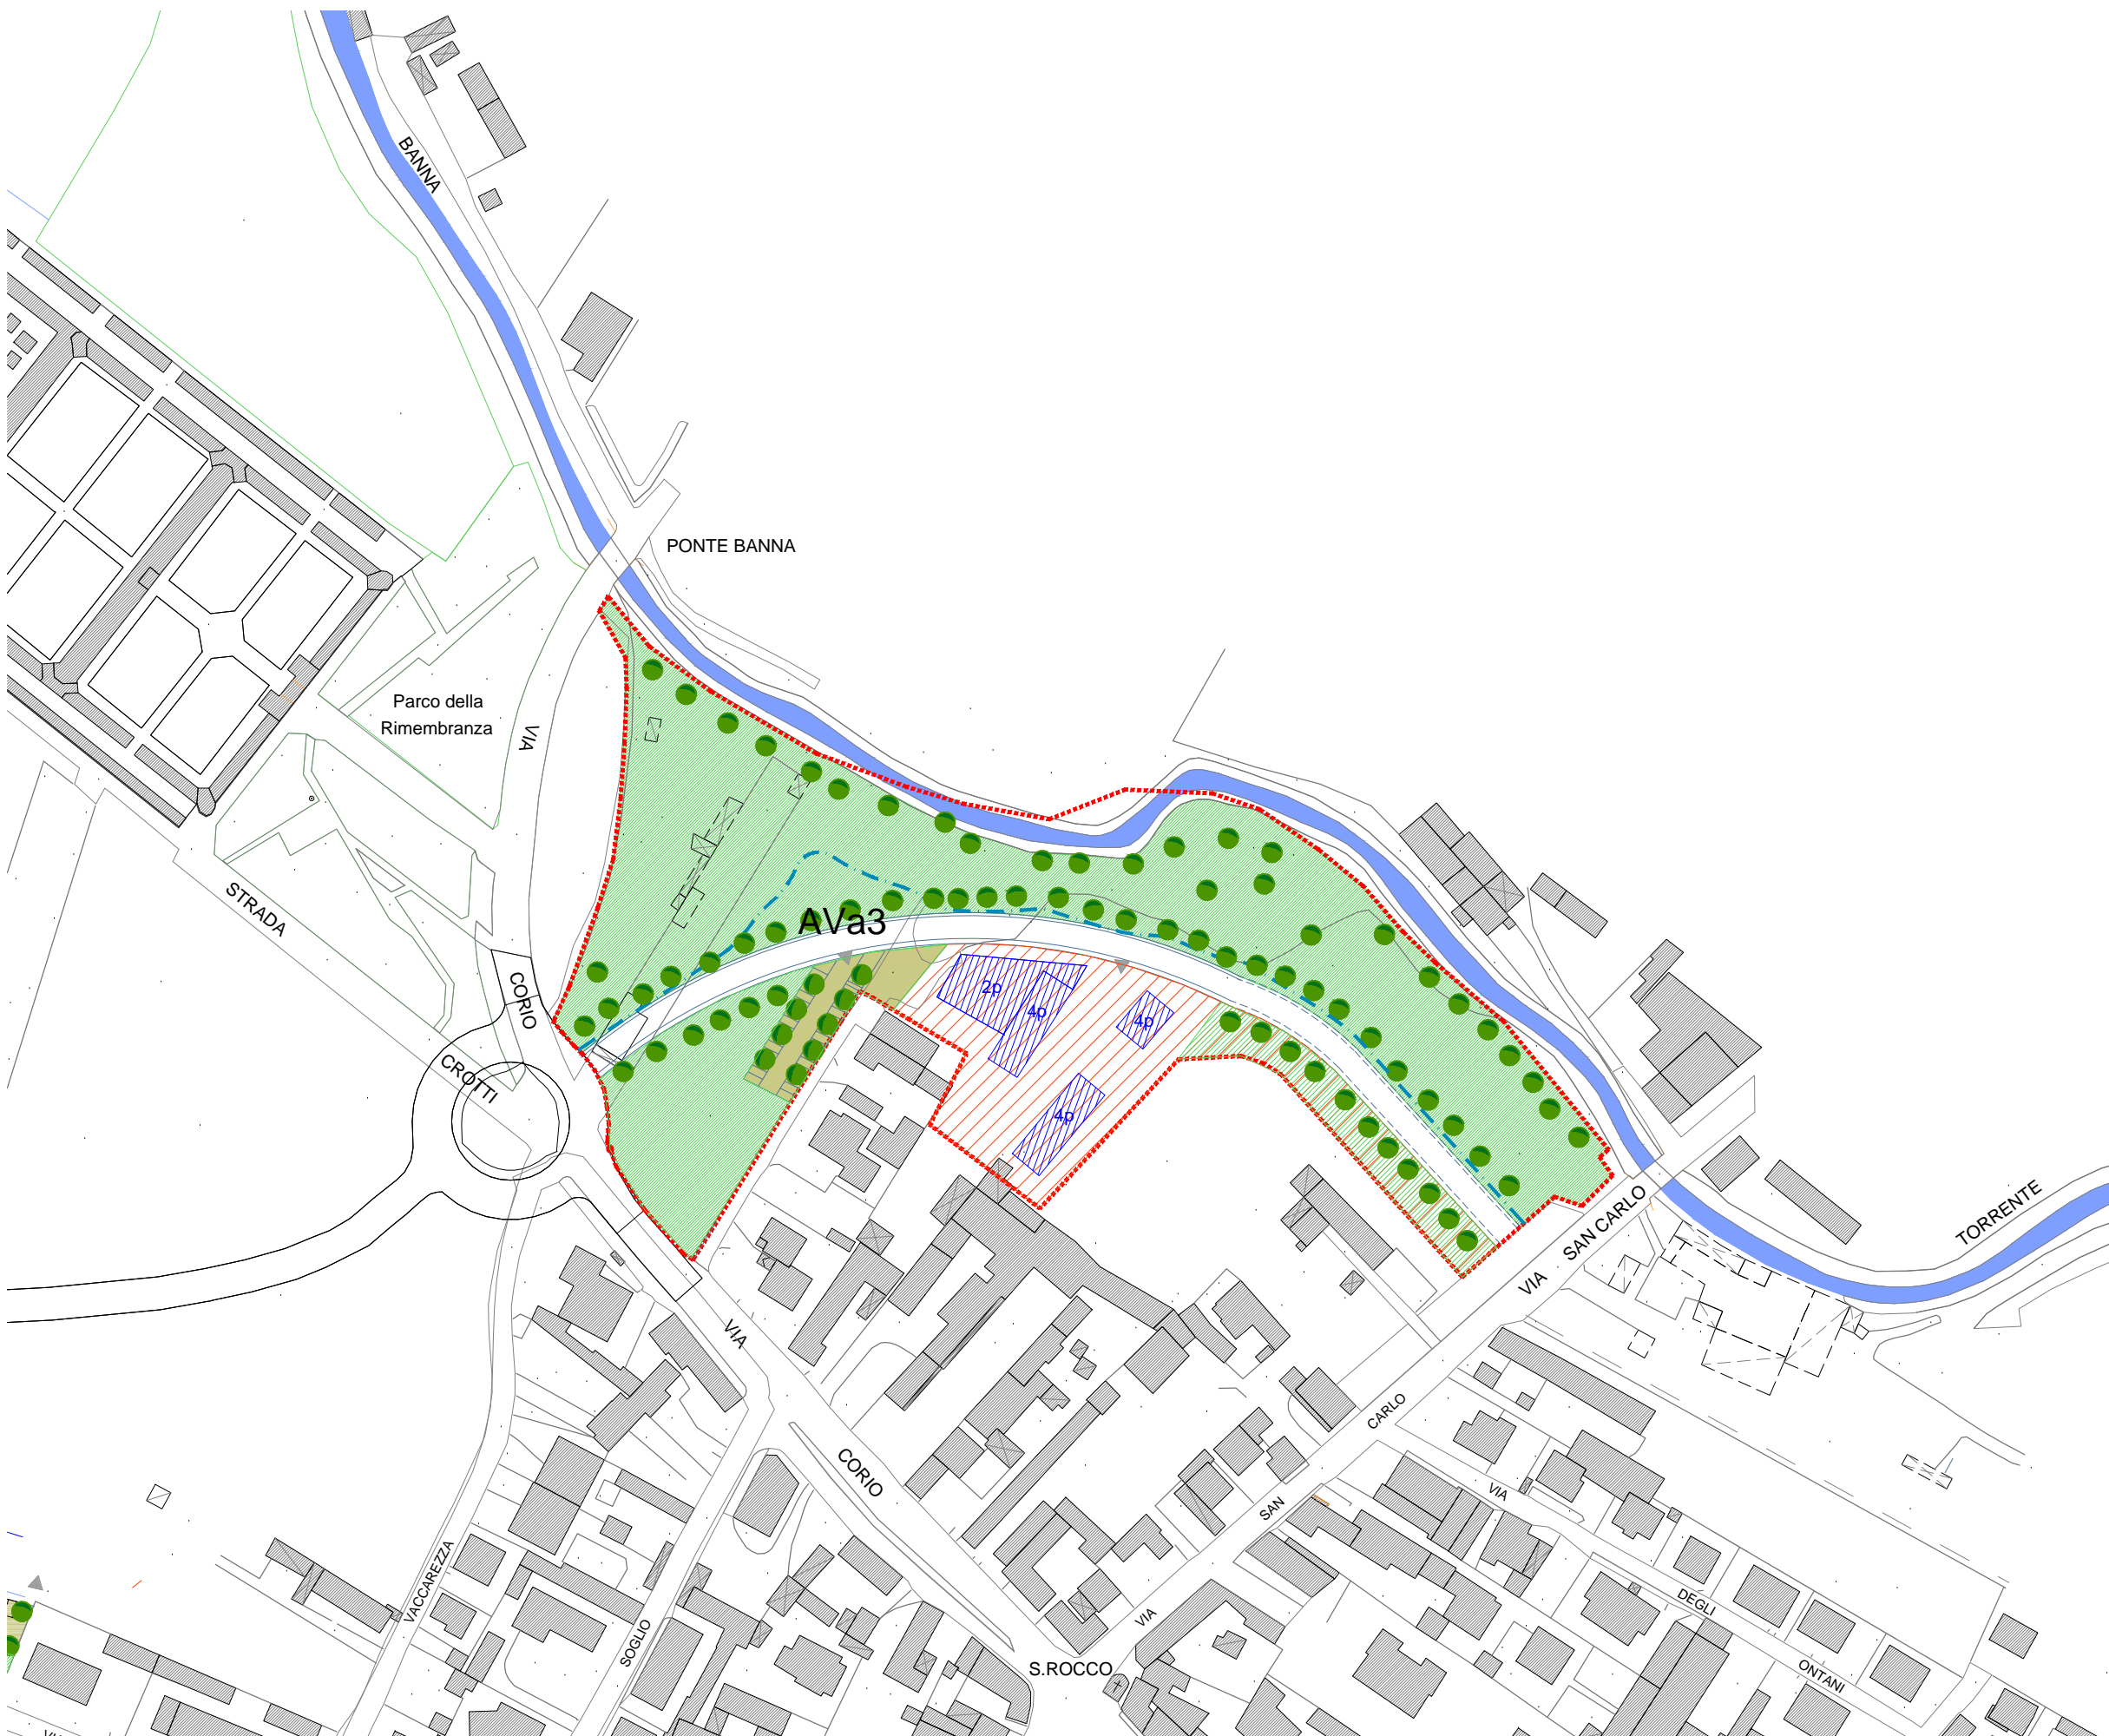 BANNA
PONTE BANNA
Parco della
Rimembranza
VIA
STRADA
AVa3
CORIO
CROTTI
2p
4p
4p
4p
VIA
SAN CARLO
TORRENTE
VIA
CARLO
CORIO
SAN
VIA
VIA
DEGLI
ONTANI
VACCAREZZA
SOGLIO
S.ROCCO